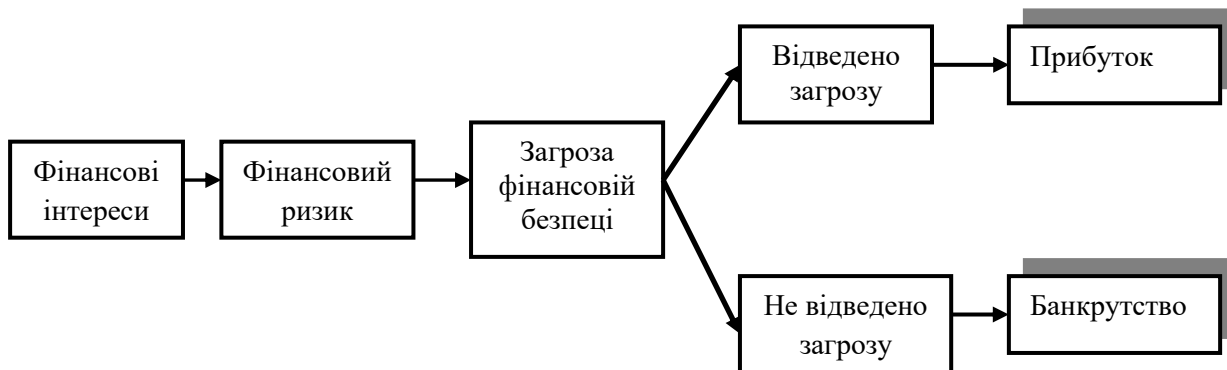 Фінансові
інтереси
Фінансовий
ризик
Загроза
фінансовій
безпеці
Відведено
загрозу
Прибуток
Не відведено
загрозу
Банкрутство